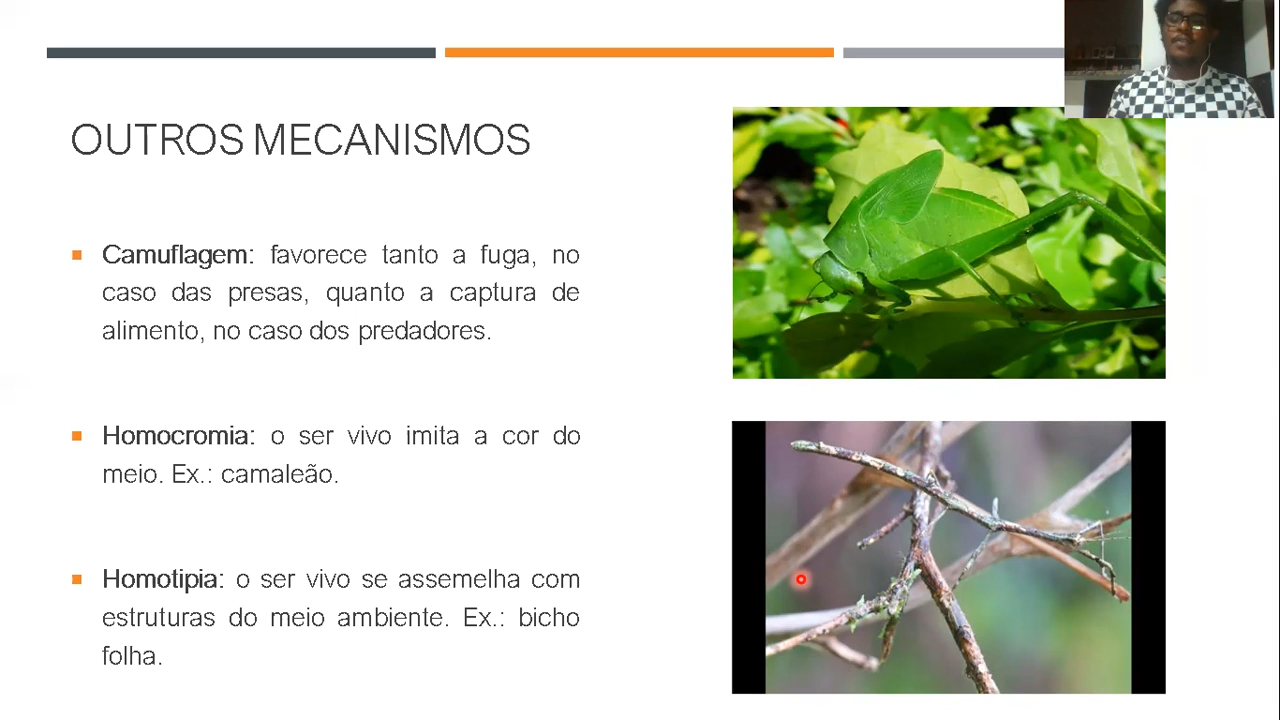 OUTROS MECANISMOS
Camuflagem: favorece tanto a fuga, no
caso das presas, quanto a captura de
alimento, no caso dos predadores.
Homocromia: o ser vivo imita a cor do
meio. Ex.: camaleão.
Homotipia: o ser vivo se assemelha com
estruturas do meio ambiente. Ex.: bicho
folha.